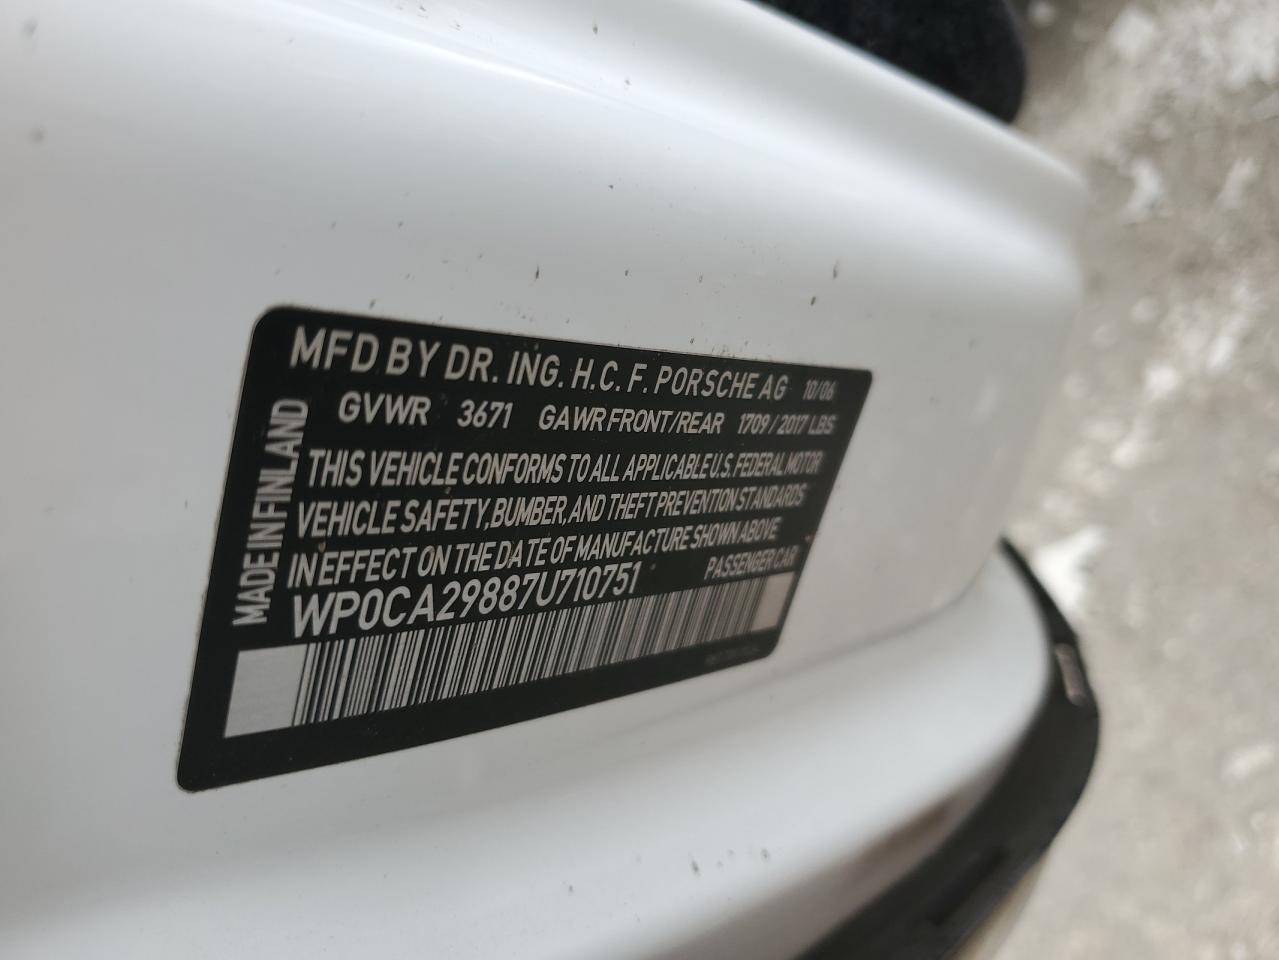 MFD BY DR. ING. H.C. F. PORSCHE AG 10/06
GVWR 3671 GAWR FRONT/REAR 1709 / 2017 LBS
THIS VEHICLE CONFORMS TO ALL APPLICABLE U.S. FEDERAL MOTOR
VEHICLE SAFETY, BUMBER, AND THEFT PREVENTION STANDARDS
IN EFFECT ON THE DATE OF MANUFACTURE SHOWN ABOVE
WP0CA29887U710751 PASSENGER CAR
MADE IN FINLAND